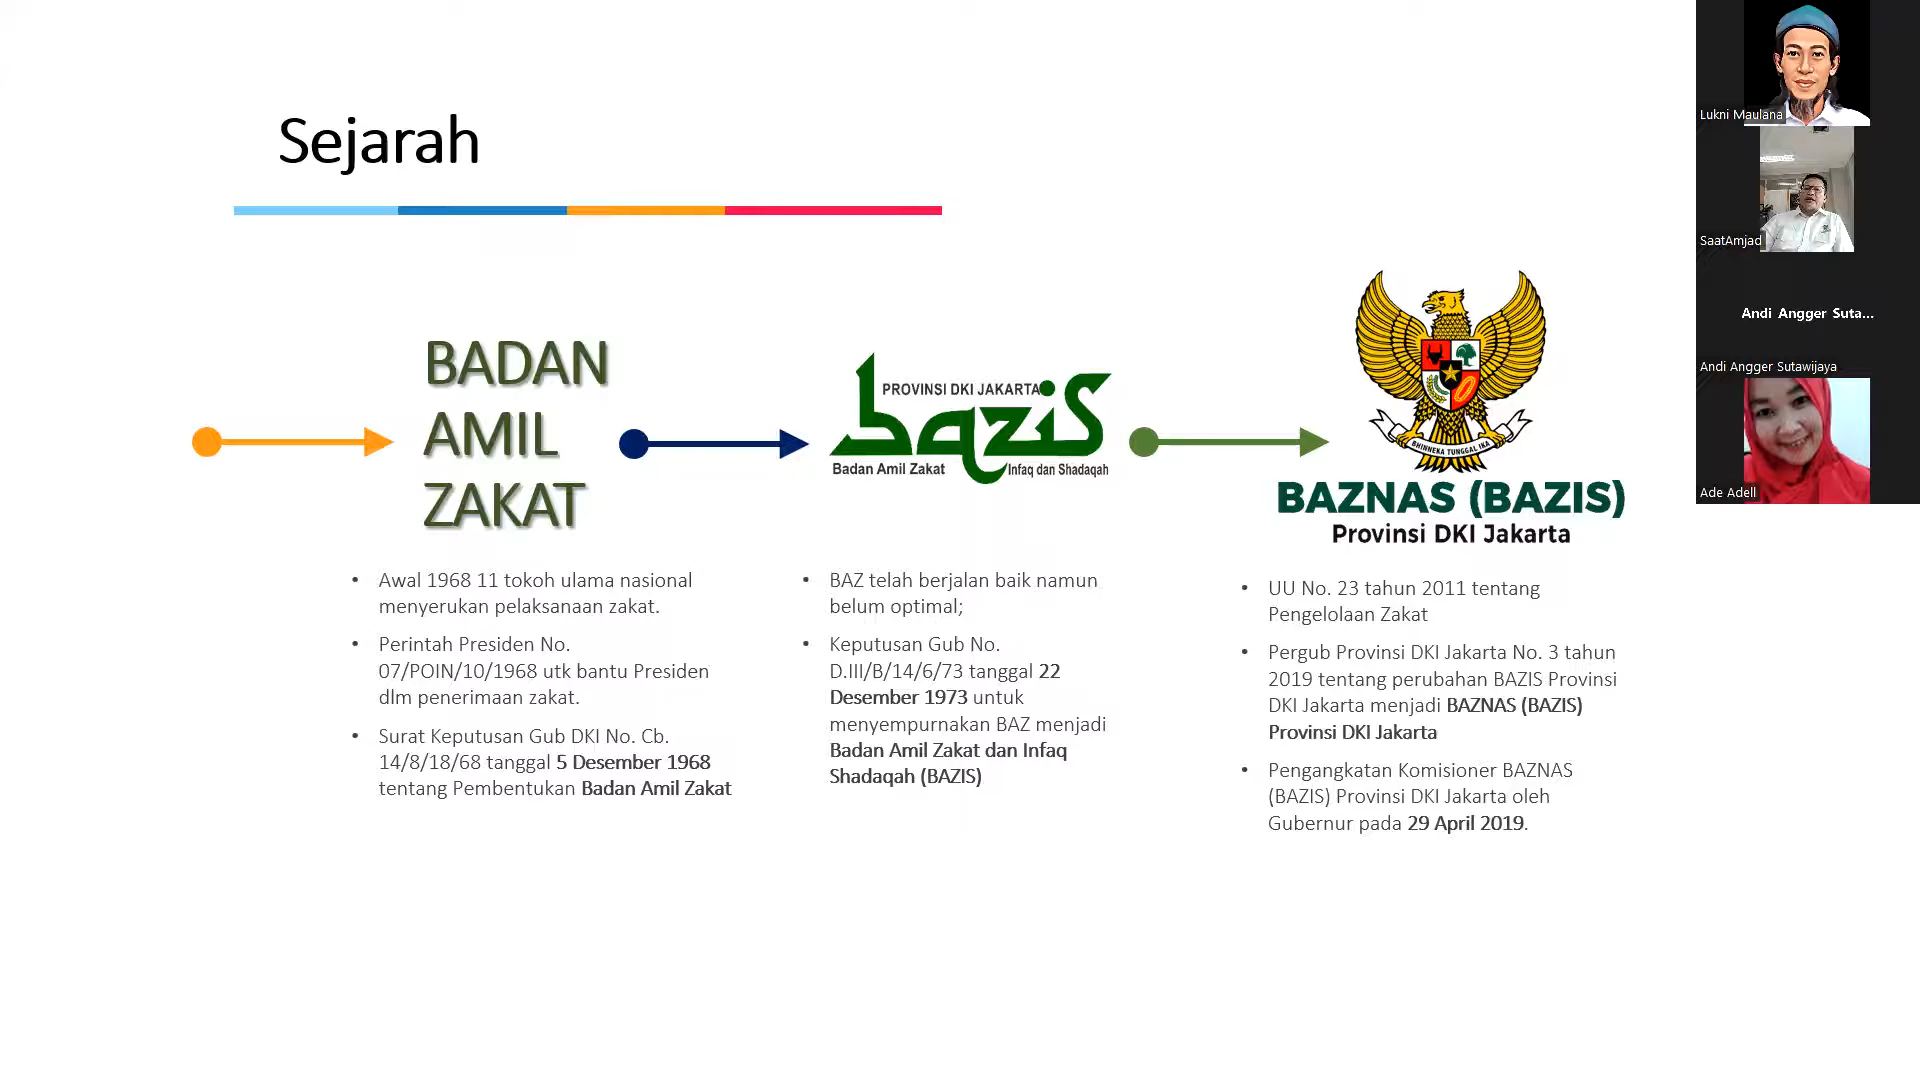 Sejarah
BADAN
AMIL
ZAKAT
Awal 1968 11 tokoh ulama nasional
menyerukan pelaksanaan zakat.
Perintah Presiden No.
07/POIN/10/1968 utk bantu Presiden
dlm penerimaan zakat.
Surat Keputusan Gub DKI No. Cb.
14/8/18/68 tanggal 5 Desember 1968
tentang Pembentukan Badan Amil Zakat
PROVINSI DKI JAKARTA
bazis
Badan Amil Zakat Infaq dan Shadaqah
BAZ telah berjalan baik namun
belum optimal;
Keputusan Gub No.
D.III/B/14/6/73 tanggal 22
Desember 1973 untuk
menyempurnakan BAZ menjadi
Badan Amil Zakat dan Infaq
Shadaqah (BAZIS)
BHINNEKA TUNGGAL IKA
BAZNAS (BAZIS)
Provinsi DKI Jakarta
UU No. 23 tahun 2011 tentang
Pengelolaan Zakat
Pergub Provinsi DKI Jakarta No. 3 tahun
2019 tentang perubahan BAZIS Provinsi
DKI Jakarta menjadi BAZNAS (BAZIS)
Provinsi DKI Jakarta
Pengangkatan Komisioner BAZNAS
(BAZIS) Provinsi DKI Jakarta oleh
Gubernur pada 29 April 2019.
Lukni Maulana
SaatAmjad
Andi Angger Suta...
Andi Angger Sutawijaya
Ade Adell